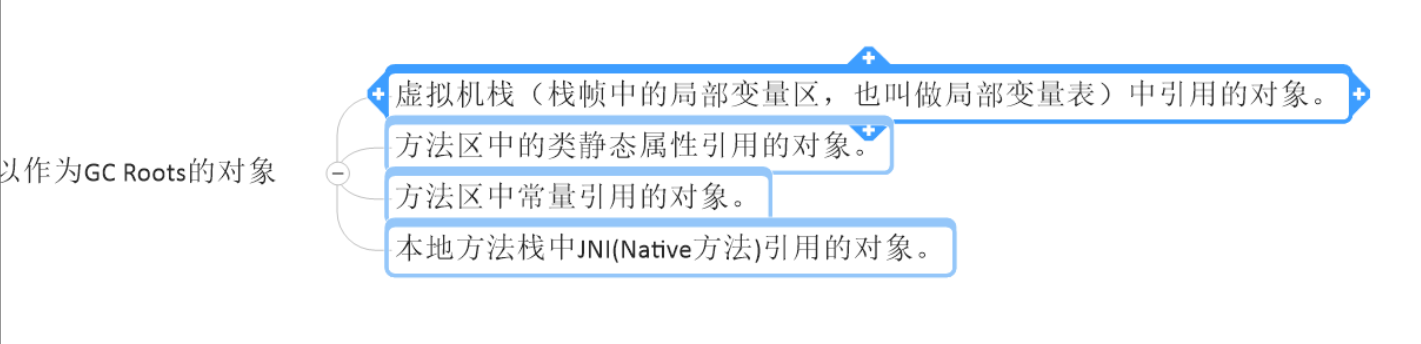 虚拟机栈（栈帧中的局部变量区，也叫做局部变量表）中引用的对象。
方法区中的类静态属性引用的对象。
以作为GC Roots的对象
方法区中常量引用的对象。
本地方法栈中JNI(Native方法)引用的对象。